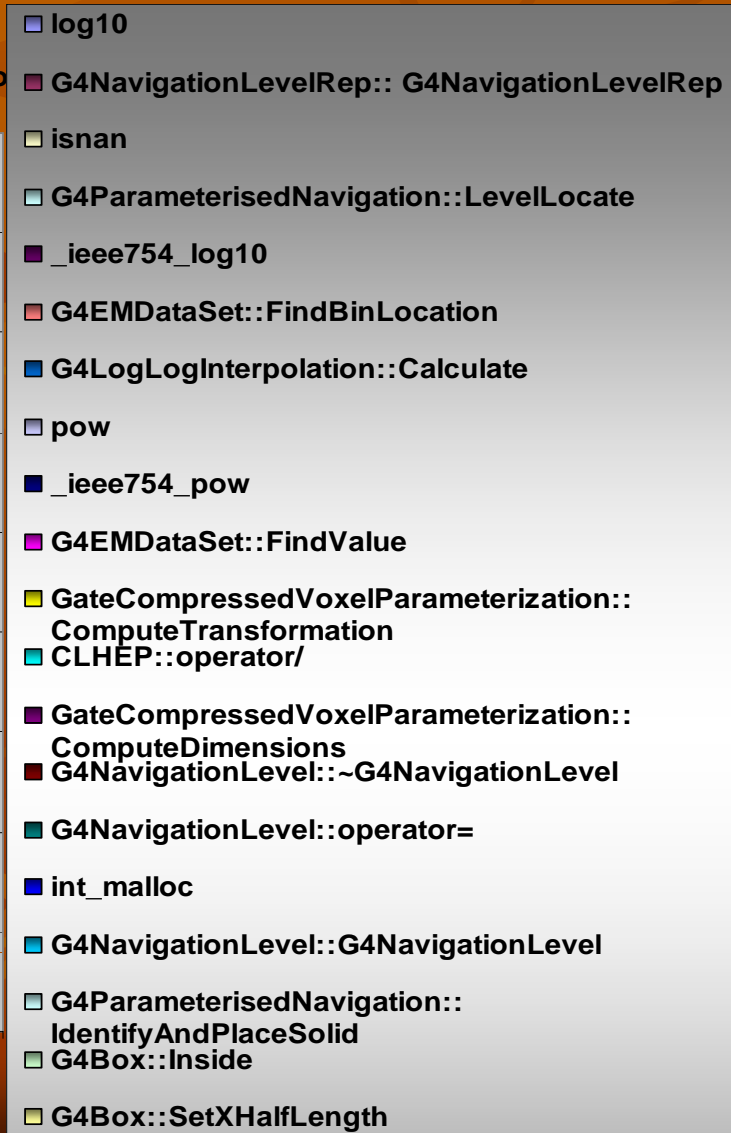 log10
G4NavigationLevelRep:: G4NavigationLevelRep
isnan
G4ParameterisedNavigation::LevelLocate
_ieee754_log10
G4EMDataSet::FindBinLocation
G4LogLogInterpolation::Calculate
pow
_ieee754_pow
G4EMDataSet::FindValue
GateCompressedVoxelParameterization::
ComputeTransformation
CLHEP::operator/
GateCompressedVoxelParameterization::
ComputeDimensions
G4NavigationLevel::~G4NavigationLevel
G4NavigationLevel::operator=
int_malloc
G4NavigationLevel::G4NavigationLevel
G4ParameterisedNavigation::
IdentifyAndPlaceSolid
G4Box::Inside
G4Box::SetXHalfLength